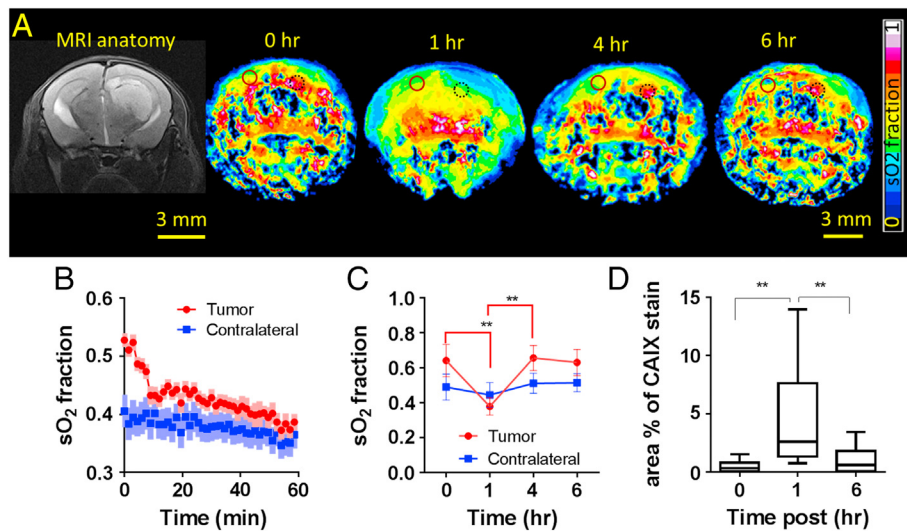 A
MRI anatomy
0 hr
1 hr
4 hr
6 hr
3 mm
3 mm
0 sO2 fraction 1
B
0.6
0.5
0.4
0.3
sO2 fraction
Tumor
Contralateral
0 20 40 60
Time (min)
C
1.0
0.8
0.6
0.4
0.2
0.0
sO2 fraction
**
**
Tumor
Contralateral
0 1 4 6
Time (hr)
D
15
10
5
0
area % of CAIX stain
** **
0 1 6
Time post (hr)